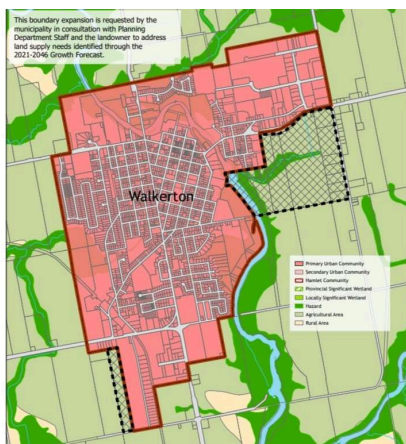 This boundary expansion is requested by the
municipality in consultation with Planning
Department Staff and the landowner to address
land supply needs identified through the
2021-2046 Growth Forecast.
Walkerton
Primary Urban Community
Secondary Urban Community
Hamlet Community
Provincial Significant Wetland
Locally Significant Wetland
Hazard
Agricultural Area
Rural Area